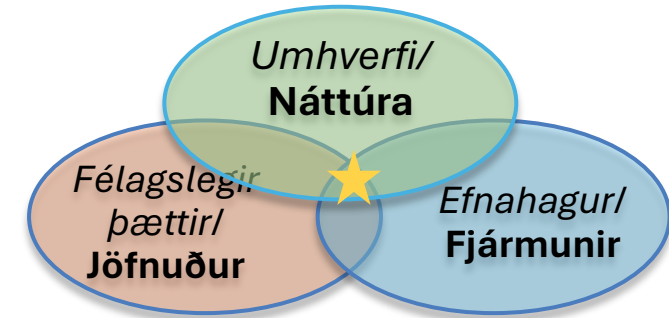 Umhverfi/
Náttúra
Félagslegir
þættir/
Jöfnuður
Efnahagur/
Fjármunir